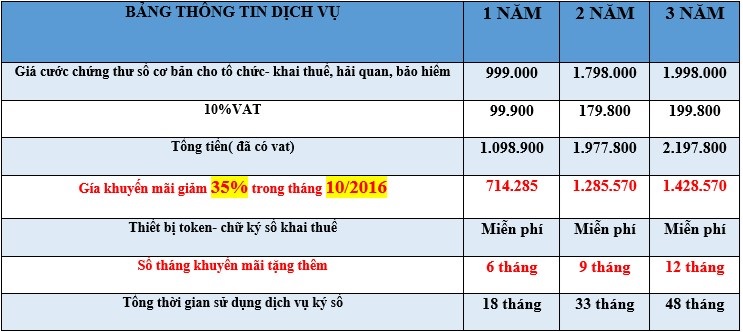 BẢNG THÔNG TIN DỊCH VỤ 1 NĂM 2 NĂM 3 NĂM
Giá cước chứng thư số cơ bản cho tổ chức- khai thuế, hải quan, bảo hiểm 999.000 1.798.000 1.998.000
10%VAT 99.900 179.800 199.800
Tổng tiền( đã có vat) 1.098.900 1.977.800 2.197.800
Gía khuyến mãi giảm 35% trong tháng 10/2016 714.285 1.285.570 1.428.570
Thiết bị token- chữ ký số khai thuế Miễn phí Miễn phí Miễn phí
Số tháng khuyên mãi tặng thêm 6 tháng 9 tháng 12 tháng
Tổng thời gian sử dụng dịch vụ ký số 18 tháng 33 tháng 48 tháng